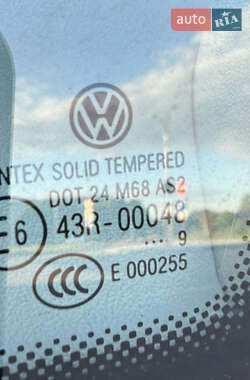 auto RIA
NTEX SOLID TEMPERED
DOT 24 M68 AS2
E6 43R-00048
... 9
CCC E 000255